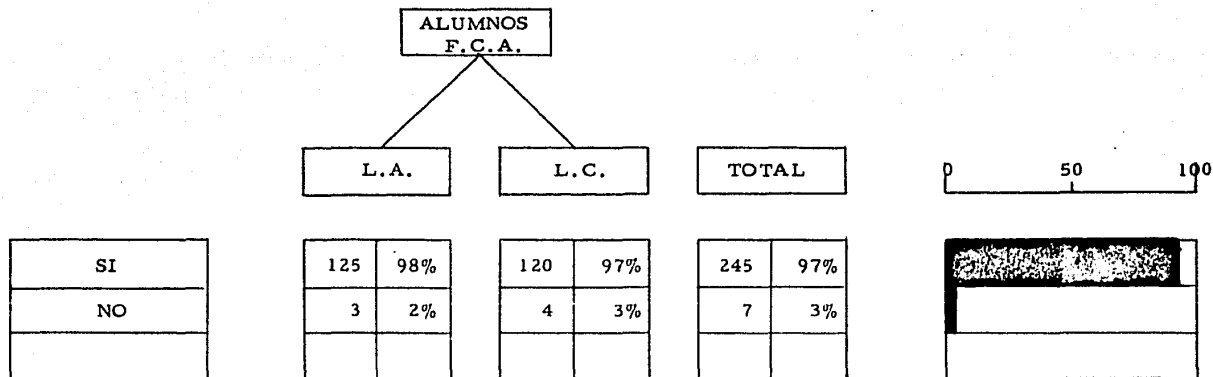 ALUMNOS
F.C.A.
L.A. L.C. TOTAL 0 50 100
SI 125 98% 120 97% 245 97%
NO 3 2% 4 3% 7 3%